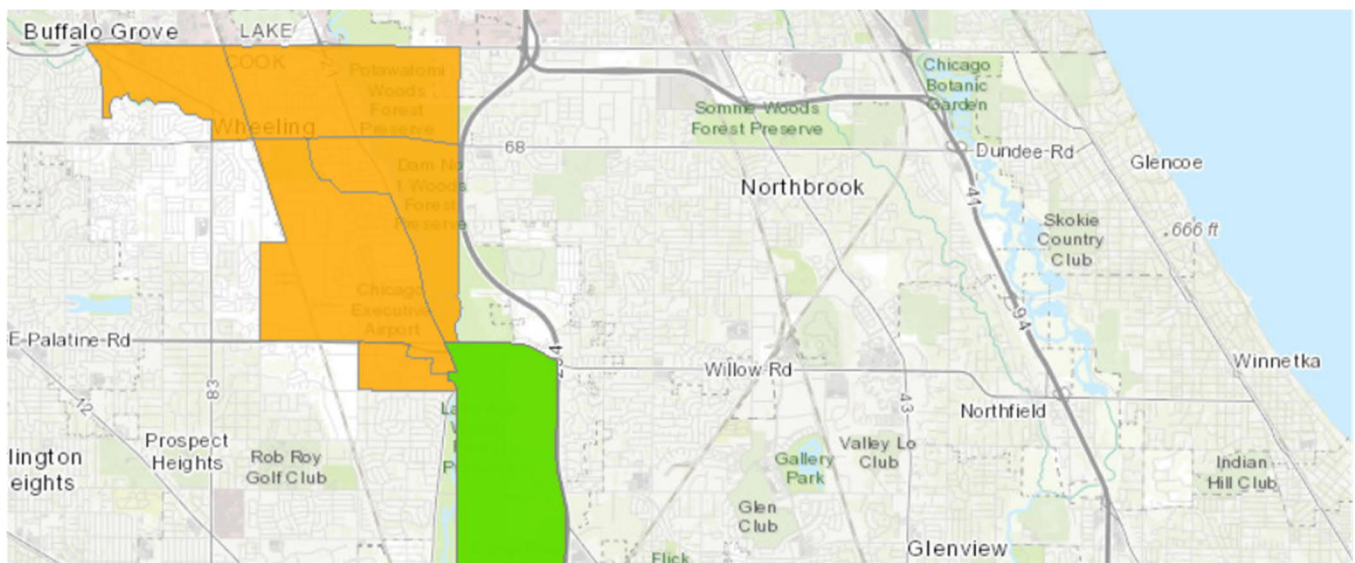 Buffalo Grove
LAKE
COOK
Potawatomi
Woods
Forest
Preserve
Chicago
Botanic
Garden
Somme Woods
Forest Preserve
Wheeling
68
Dundee-Rd
Glencoe
Dam No
1 Woods
Forest
Preserve
Northbrook
41
Skokie
Country
Club
666 ft
Chicago
Executive
Airport
94
E-Palatine-Rd
Willow-Rd
Winnetka
83
12
43
Northfield
Prospect
Heights
lington
eights
Rob Roy
Golf Club
Gallery
Park
Valley Lo
Club
Indian
Hill Club
Glen
Club
Glenview
Flick